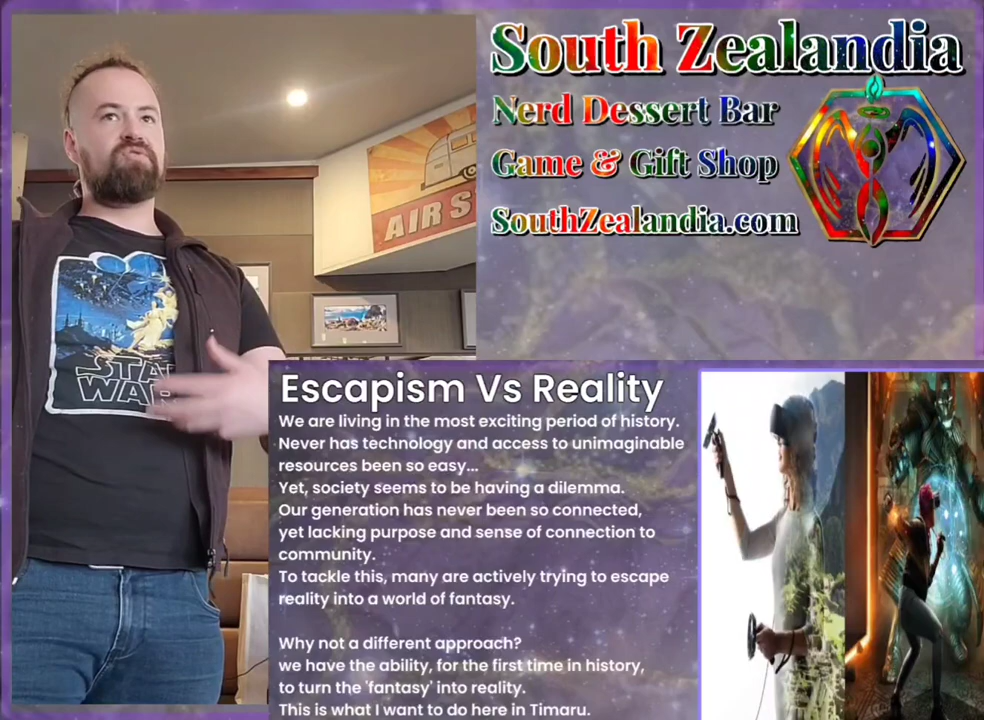 South Zealandia
Nerd Dessert Bar
Game & Gift Shop
SouthZealandia.com
AIR S
STAR
WAR
Escapism Vs Reality
We are living in the most exciting period of history.
Never has technology and access to unimaginable
resources been so easy...
Yet, society seems to be having a dilemma.
Our generation has never been so connected,
yet lacking purpose and sense of connection to
community.
To tackle this, many are actively trying to escape
reality into a world of fantasy.
Why not a different approach?
we have the ability, for the first time in history,
to turn the 'fantasy' into reality.
This is what I want to do here in Timaru.